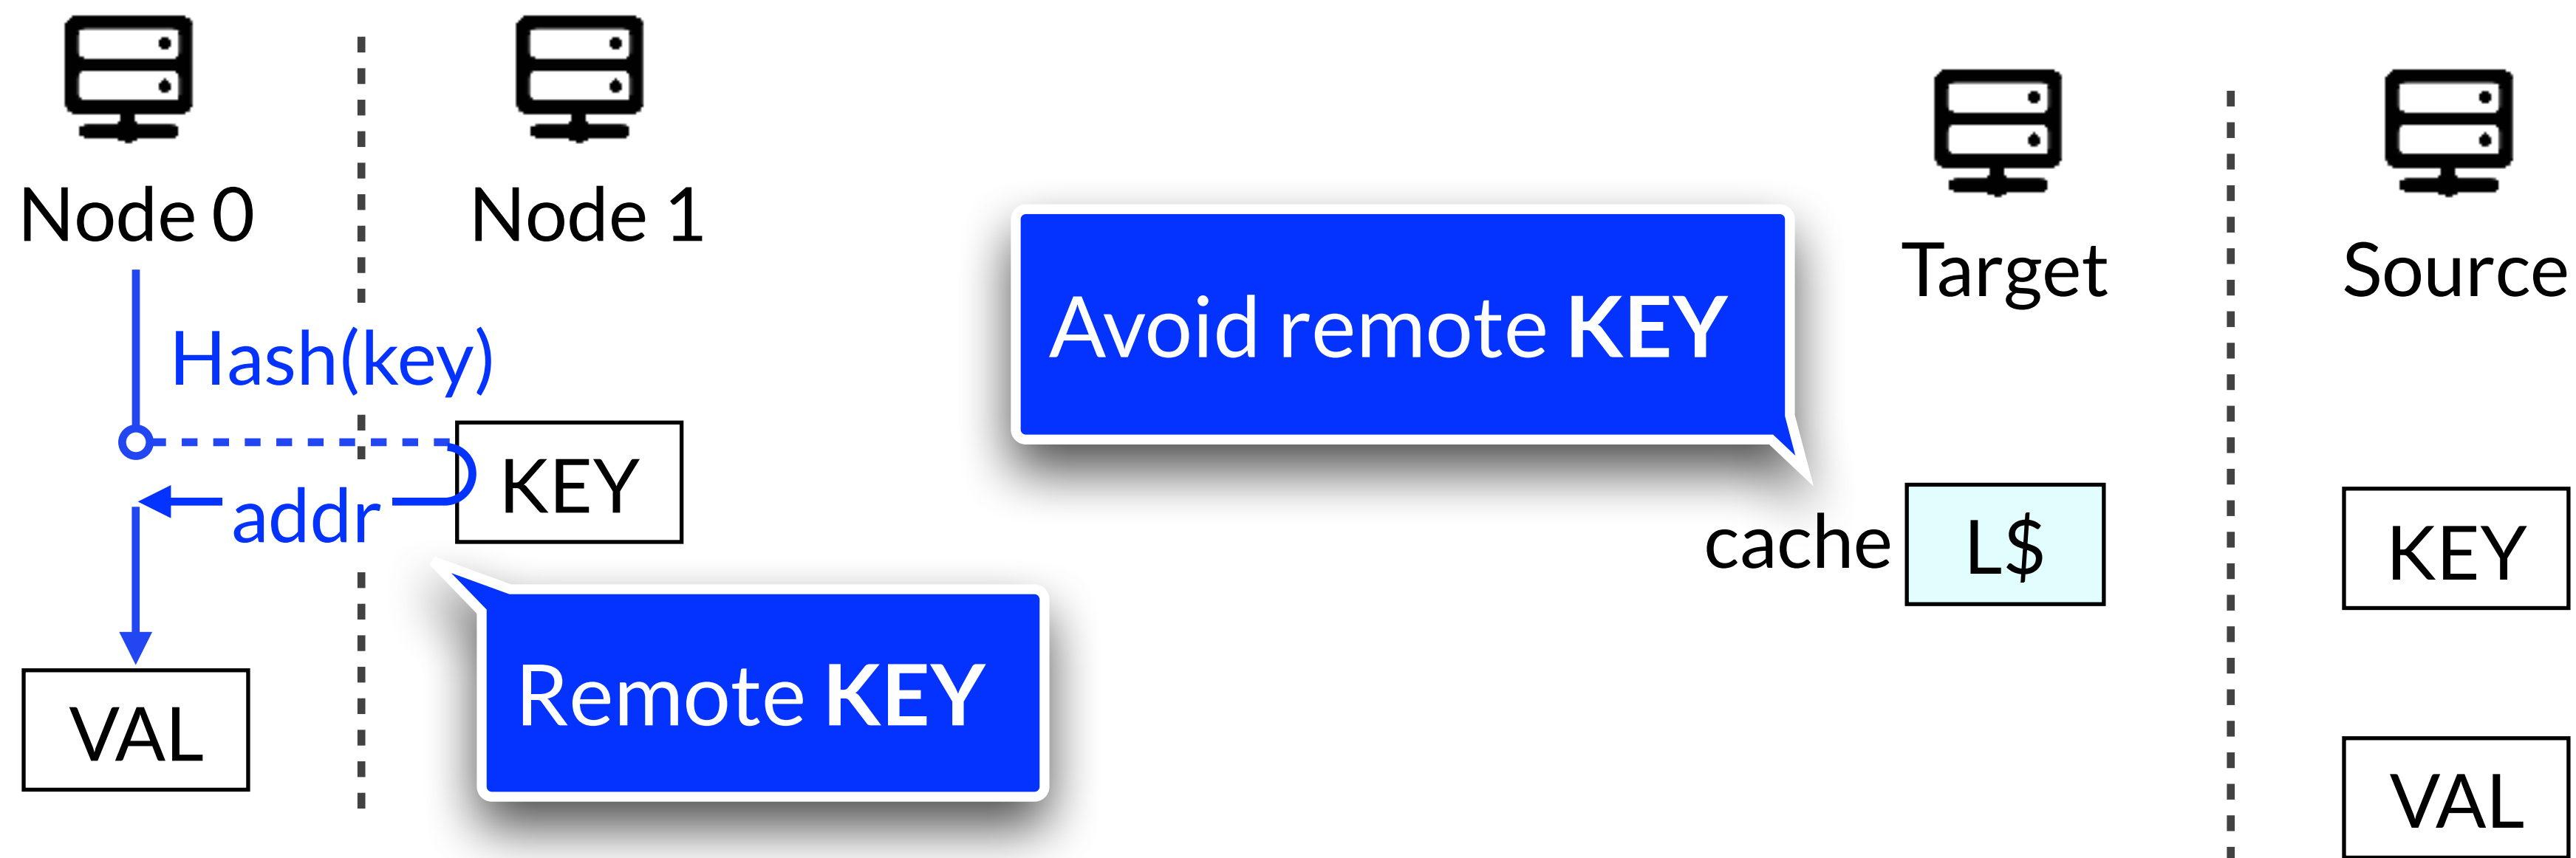 Node 0
Node 1
Hash(key)
KEY
addr
Remote KEY
VAL
Avoid remote KEY
Target
Source
cache
L$
KEY
VAL